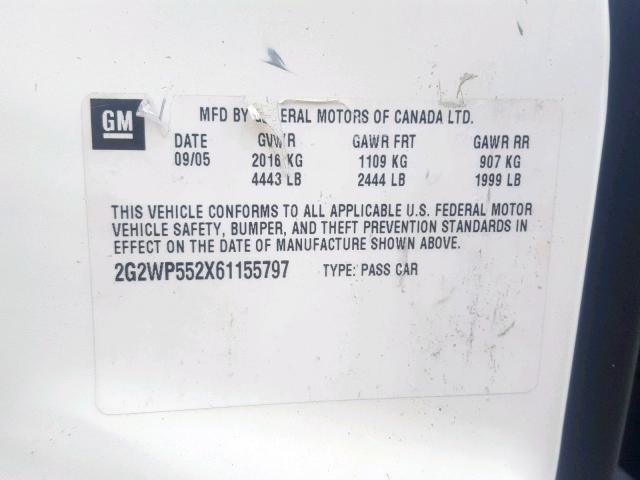 GM
MFD BY GENERAL MOTORS OF CANADA LTD.
DATE GVWR GAWR FRT GAWR RR
09/05 2016 KG 1109 KG 907 KG
4443 LB 2444 LB 1999 LB
THIS VEHICLE CONFORMS TO ALL APPLICABLE U.S. FEDERAL MOTOR
VEHICLE SAFETY, BUMPER, AND THEFT PREVENTION STANDARDS IN
EFFECT ON THE DATE OF MANUFACTURE SHOWN ABOVE.
2G2WP552X61155797 TYPE: PASS CAR